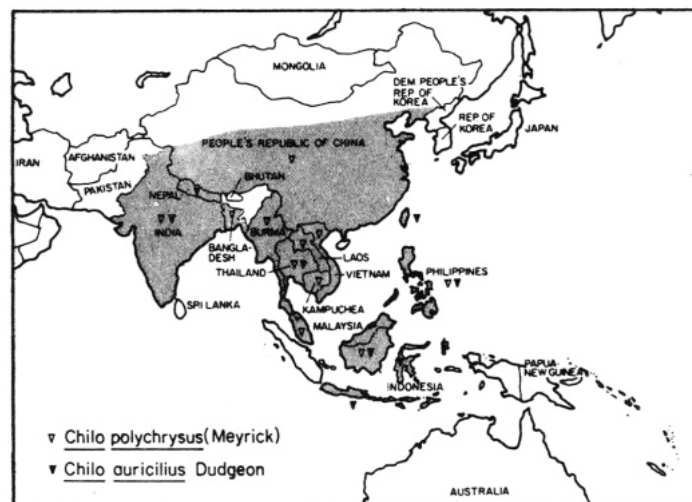 MONGOLIA
DEM PEOPLE'S
REP OF
KOREA
REP OF
KOREA
JAPAN
PEOPLE'S REPUBLIC OF CHINA
IRAN
AFGHANISTAN
PAKISTAN
BHUTAN
NEPAL
INDIA
BURMA
BANGLA-
DESH
LAOS
THAILAND
VIETNAM
PHILIPPINES
KAMPUCHEA
SRI LANKA
MALAYSIA
PAPUA
NEW GUINEA
INDONESIA
Chilo polychrysus (Meyrick)
Chilo auricilius Dudgeon
AUSTRALIA